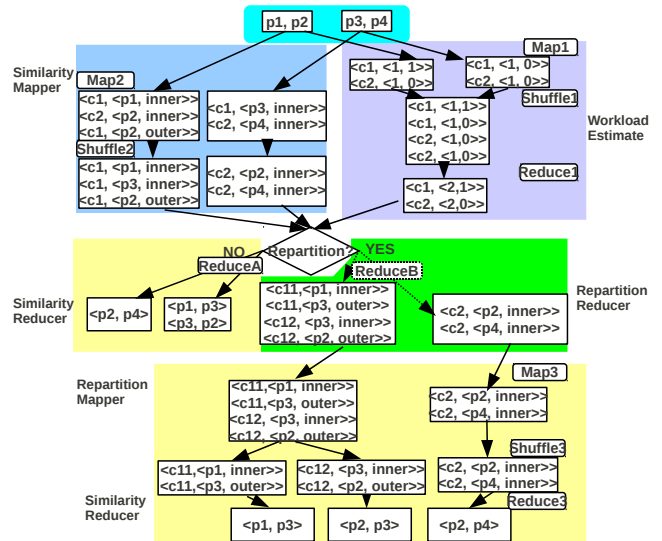 p1, p2
p3, p4
Similarity
Mapper
Map2
<c1, <p1, inner>>
<c2, <p2, inner>>
<c1, <p2, outer>>
Shuffle2
<c1, <p1, inner>>
<c1, <p3, inner>>
<c1, <p2, outer>>
<c1, <p3, inner>>
<c2, <p4, inner>>
<c2, <p2, inner>>
<c2, <p4, inner>>
Map1
<c1, <1, 1>>
<c2, <1, 0>>
<c1, <1, 0>>
<c2, <1, 0>>
Shuffle1
<c1, <1,1>>
<c1, <1,0>>
<c2, <1,0>>
<c2, <1,0>>
Workload
Estimate
Reduce1
<c1, <2,1>>
<c2, <2,0>>
Repartition?
NO
YES
ReduceA
ReduceB
Similarity
Reducer
<p2, p4>
<p1, p3>
<p3, p2>
<c11,<p1, inner>>
<c11,<p3, outer>>
<c12, <p3, inner>>
<c12, <p2, outer>>
<c2, <p2, inner>>
<c2, <p4, inner>>
Repartition
Reducer
Repartition
Mapper
<c11,<p1, inner>>
<c11,<p3, outer>>
<c12, <p3, inner>>
<c12, <p2, outer>>
Map3
<c2, <p2, inner>>
<c2, <p4, inner>>
Shuffle3
<c11,<p1, inner>>
<c11,<p3, outer>>
<c12, <p3, inner>>
<c12, <p2, outer>>
<c2, <p2, inner>>
<c2, <p4, inner>>
Reduce3
Similarity
Reducer
<p1, p3>
<p2, p3>
<p2, p4>